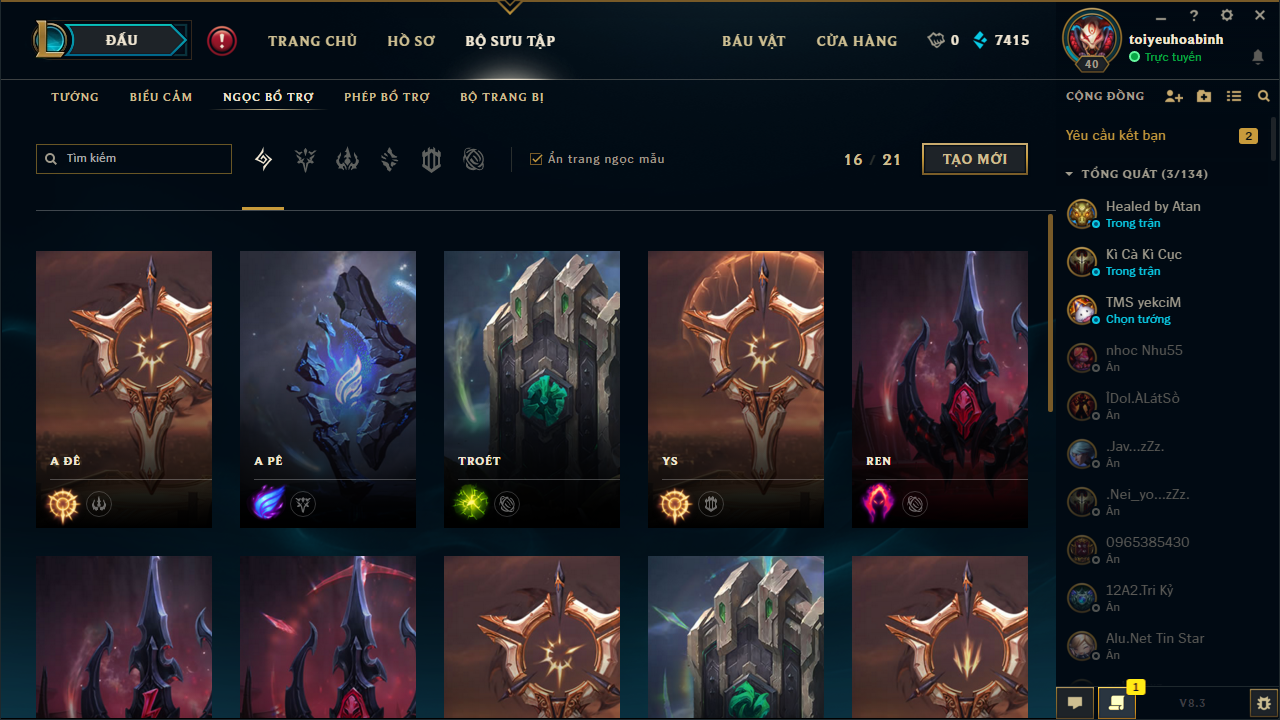 ĐẤU
TRANG CHỦ
HỒ SƠ
BỘ SƯU TẬP
BÁU VẬT
CỬA HÀNG
0
7415
40
toiyeuhoabinh
Trực tuyến
TƯỚNG
BIỂU CẢM
NGỌC BỔ TRỢ
PHÉP BỔ TRỢ
BỘ TRANG BỊ
Tìm kiếm
Ẩn trang ngọc mẫu
16 / 21
TẠO MỚI
A ĐÊ
A PÊ
TROÉT
YS
REN
CỘNG ĐỒNG
Yêu cầu kết bạn
2
TỔNG QUÁT (3/134)
Healed by Atan
Trong trận
Kì Cà Kì Cục
Trong trận
TMS yekciM
Chọn tướng
nhoc Nhu55
Ẩn
ÌDol.ÀLátSò
Ẩn
.Jav...zZz.
Ẩn
.Nei_yo...zZz.
Ẩn
0965385430
Ẩn
12A2.Tri Kỷ
Ẩn
Alu.Net Tin Star
Ẩn
1
V8.3